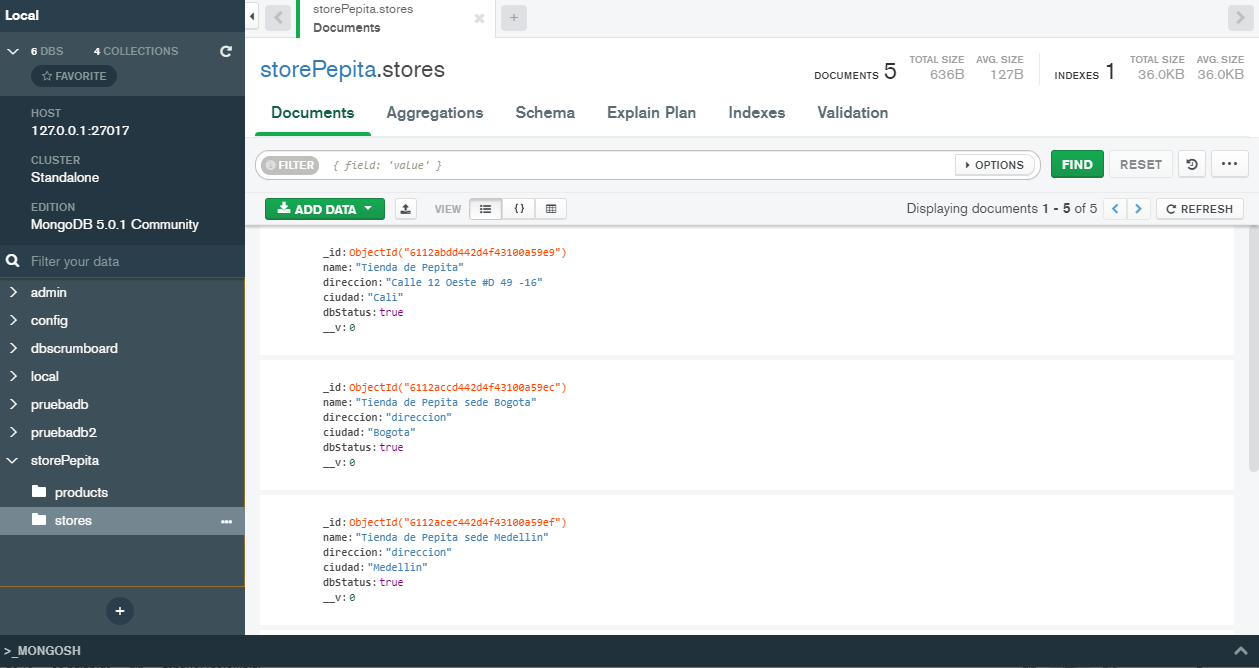 Local
6 DBS 4 COLLECTIONS
FAVORITE
HOST
127.0.0.1:27017
CLUSTER
Standalone
EDITION
MongoDB 5.0.1 Community
Filter your data
admin
config
dbscrumboard
local
pruebadb
pruebadb2
storePepita
products
stores
storePepita.stores
Documents
storePepita.stores
DOCUMENTS 5
TOTAL SIZE
636B
AVG. SIZE
127B
INDEXES 1
TOTAL SIZE
36.0KB
AVG. SIZE
36.0KB
Documents Aggregations Schema Explain Plan Indexes Validation
FILTER { field: 'value' } OPTIONS FIND RESET
ADD DATA VIEW {} Displaying documents 1 - 5 of 5 REFRESH
_id: ObjectId("6112abdd442d4f43100a59e9")
name: "Tienda de Pepita"
direccion: "Calle 12 Oeste #D 49 -16"
ciudad: "Cali"
dbStatus: true
__v: 0
_id: ObjectId("6112accd442d4f43100a59ec")
name: "Tienda de Pepita sede Bogota"
direccion: "direccion"
ciudad: "Bogota"
dbStatus: true
__v: 0
_id: ObjectId("6112acec442d4f43100a59ef")
name: "Tienda de Pepita sede Medellin"
direccion: "direccion"
ciudad: "Medellin"
dbStatus: true
__v: 0
>_MONGOSH